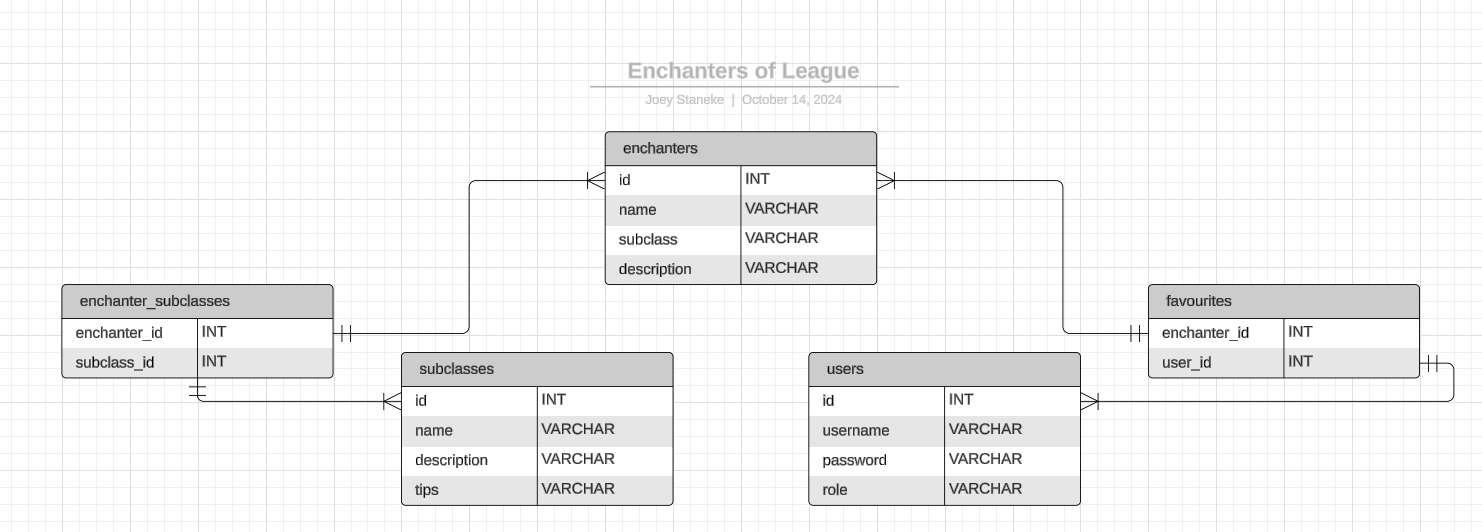 Enchanters of League
Joey Staneke | October 14, 2024
enchanters
id INT
name VARCHAR
subclass VARCHAR
description VARCHAR
enchanter_subclasses
enchanter_id INT
subclass_id INT
favourites
enchanter_id INT
user_id INT
subclasses
id INT
name VARCHAR
description VARCHAR
tips VARCHAR
users
id INT
username VARCHAR
password VARCHAR
role VARCHAR